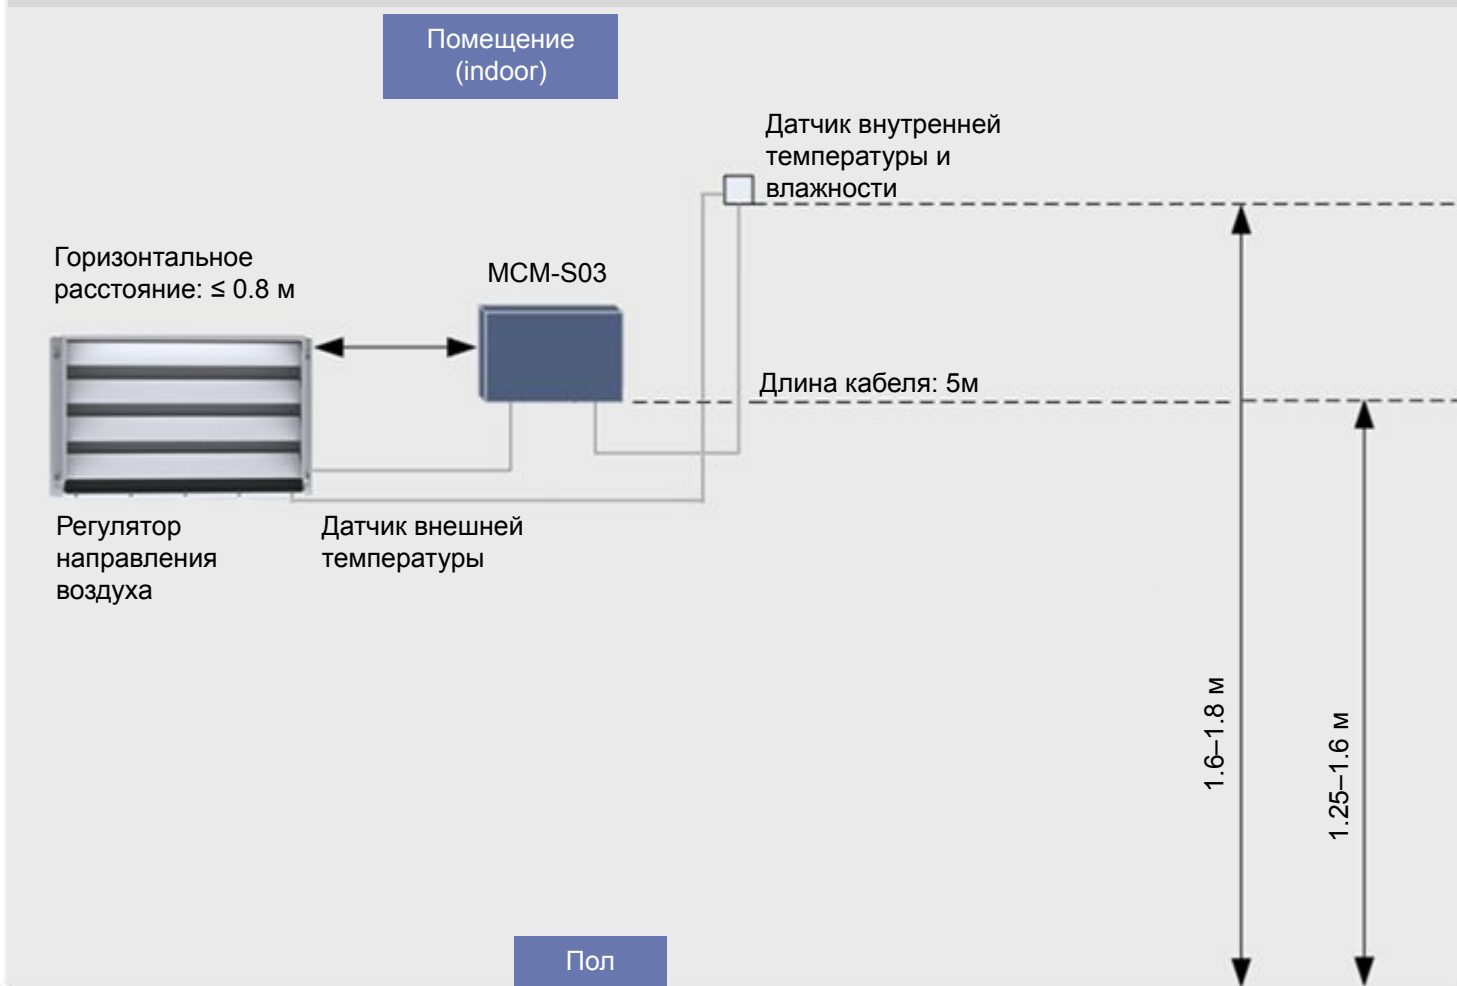 Помещение
(indoor)
Датчик внутренней
температуры и
влажности
Горизонтальное
расстояние: ≤ 0.8 м
MCM-S03
Длина кабеля: 5м
Регулятор
направления
воздуха
Датчик внешней
температуры
1.6–1.8 м
1.25–1.6 м
Пол